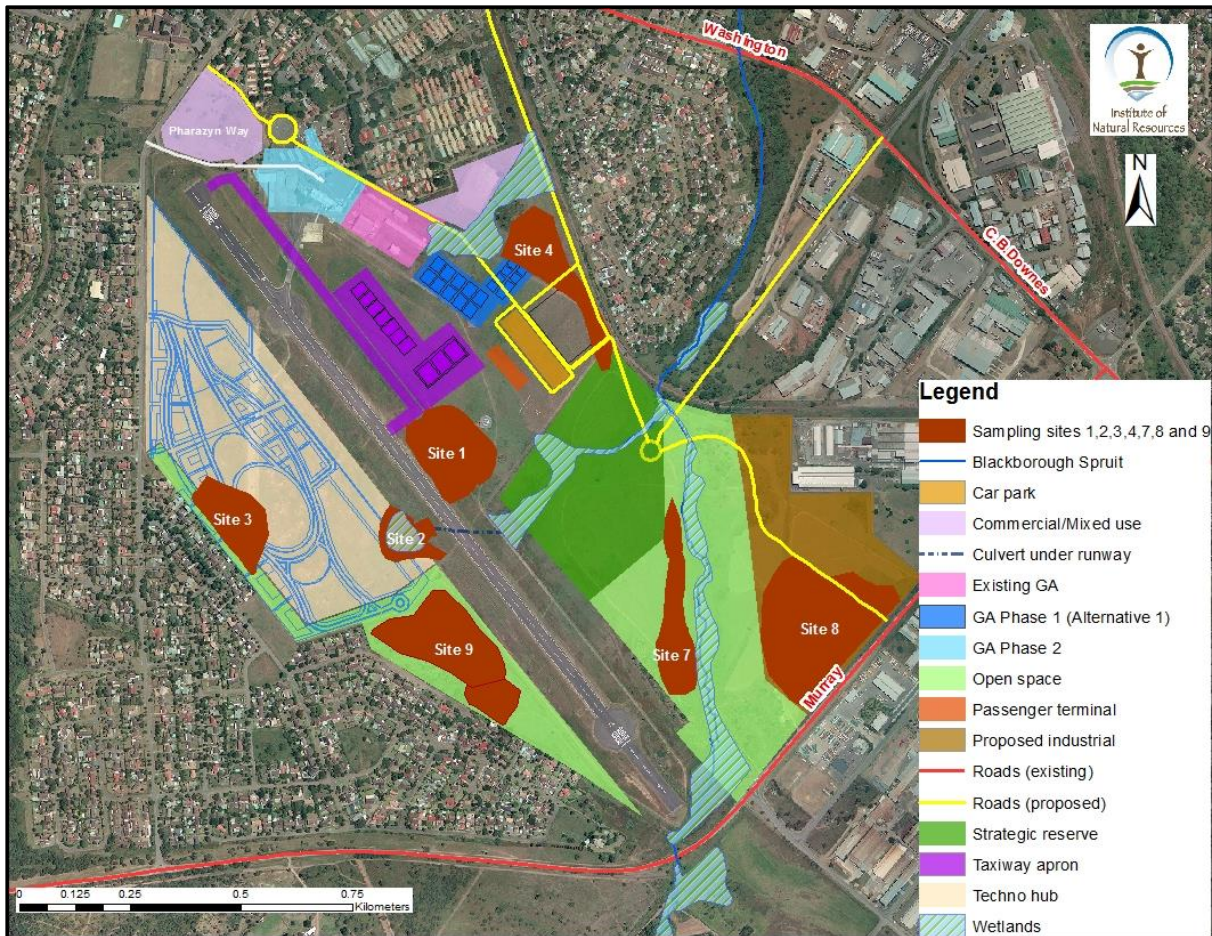 Washington
Institute of
Natural Resources
Pharazyn Way
N
Site 4
C.B.Downes
Legend
Sampling sites 1,2,3,4,7,8 and 9
Blackborough Spruit
Car park
Commercial/Mixed use
Culvert under runway
Existing GA
GA Phase 1 (Alternative 1)
GA Phase 2
Open space
Passenger terminal
Proposed industrial
Roads (existing)
Roads (proposed)
Strategic reserve
Taxiway apron
Techno hub
Wetlands
Site 1
Site 3
Site 2
Site 9
Site 7
Site 8
Murray
0 0.125 0.25 0.5 0.75
Kilometers